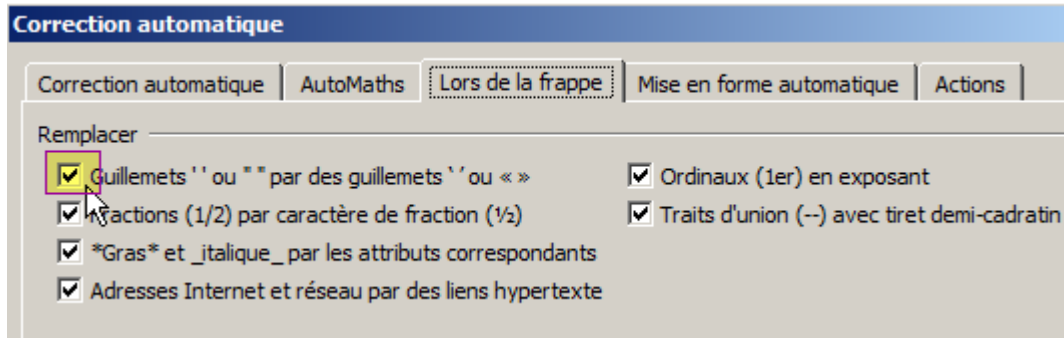 Correction automatique
Correction automatique AutoMaths Lors de la frappe Mise en forme automatique Actions
Remplacer
Guillemets ' ' ou " " par des guillemets ‵ ′ ou « » Ordinaux (1er) en exposant
Fractions (1/2) par caractère de fraction (½) Traits d'union (--) avec tiret demi-cadratin
*Gras* et _italique_ par les attributs correspondants
Adresses Internet et réseau par des liens hypertexte